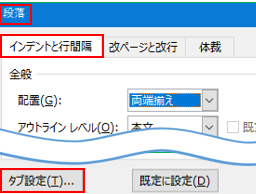 段落
インデントと行間隔 改ページと改行 体裁
全般
配置(G): 両端揃え
アウトライン レベル(O): 本文
タブ設定(T)... 既定に設定(D)